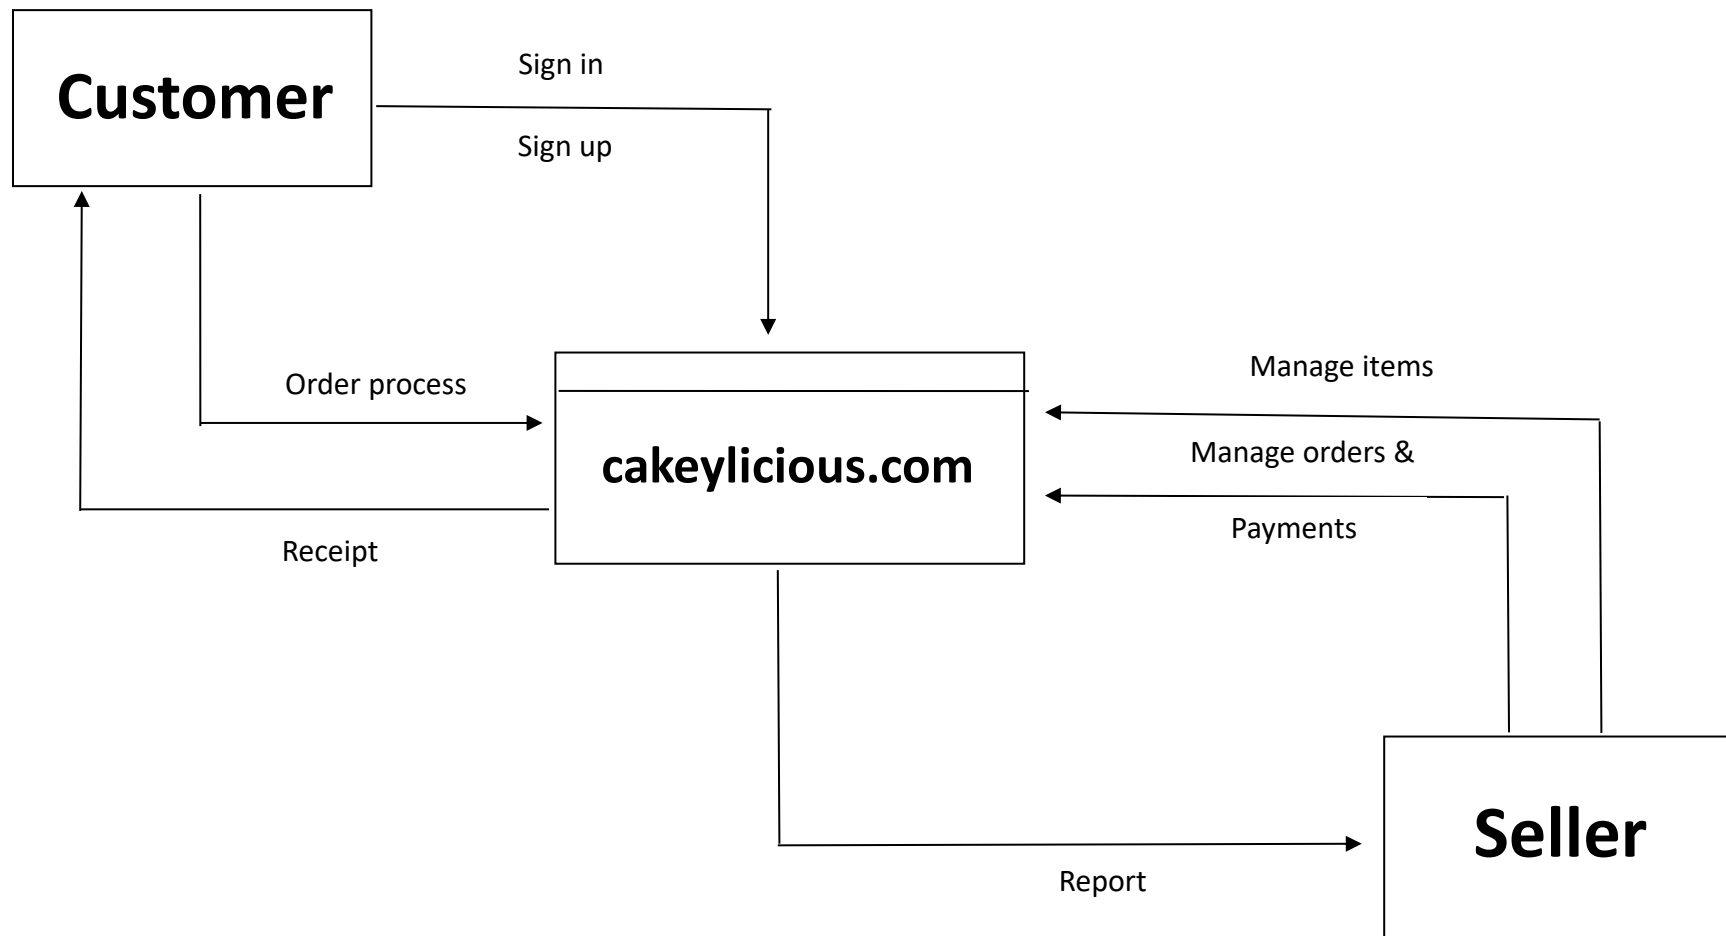 Customer
Sign in
Sign up
Order process
Receipt
cakeylicious.com
Manage items
Manage orders &
Payments
Report
Seller